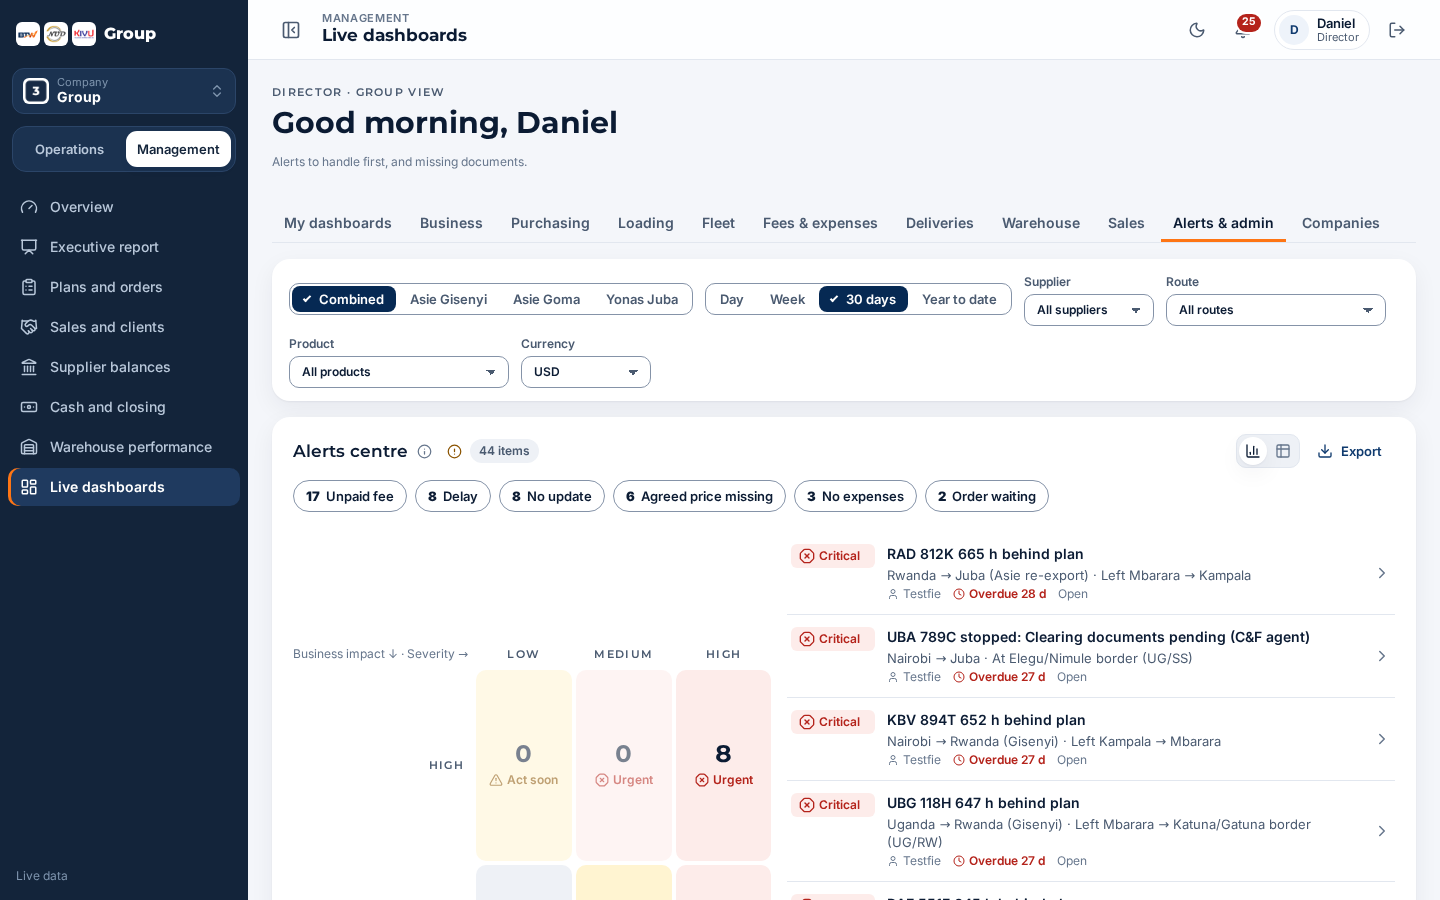 BTW NUD KIVU Group
Company
3 Group
Operations Management
Overview
Executive report
Plans and orders
Sales and clients
Supplier balances
Cash and closing
Warehouse performance
Live dashboards
Live data
MANAGEMENT
Live dashboards
25
D Daniel
Director
DIRECTOR · GROUP VIEW
Good morning, Daniel
Alerts to handle first, and missing documents.
My dashboards Business Purchasing Loading Fleet Fees & expenses Deliveries Warehouse Sales Alerts & admin Companies
Supplier Route
Combined Asie Gisenyi Asie Goma Yonas Juba Day Week 30 days Year to date All suppliers All routes
Product Currency
All products USD
Alerts centre 44 items Export
17 Unpaid fee 8 Delay 8 No update 6 Agreed price missing 3 No expenses 2 Order waiting
Business impact ↓ · Severity → LOW MEDIUM HIGH
HIGH
0 0 8
Act soon Urgent Urgent
Critical RAD 812K 665 h behind plan
Rwanda → Juba (Asie re-export) · Left Mbarara → Kampala
Testfie Overdue 28 d Open
Critical UBA 789C stopped: Clearing documents pending (C&F agent)
Nairobi → Juba · At Elegu/Nimule border (UG/SS)
Testfie Overdue 27 d Open
Critical KBV 894T 652 h behind plan
Nairobi → Rwanda (Gisenyi) · Left Kampala → Mbarara
Testfie Overdue 27 d Open
Critical UBG 118H 647 h behind plan
Uganda → Rwanda (Gisenyi) · Left Mbarara → Katuna/Gatuna border
(UG/RW)
Testfie Overdue 27 d Open